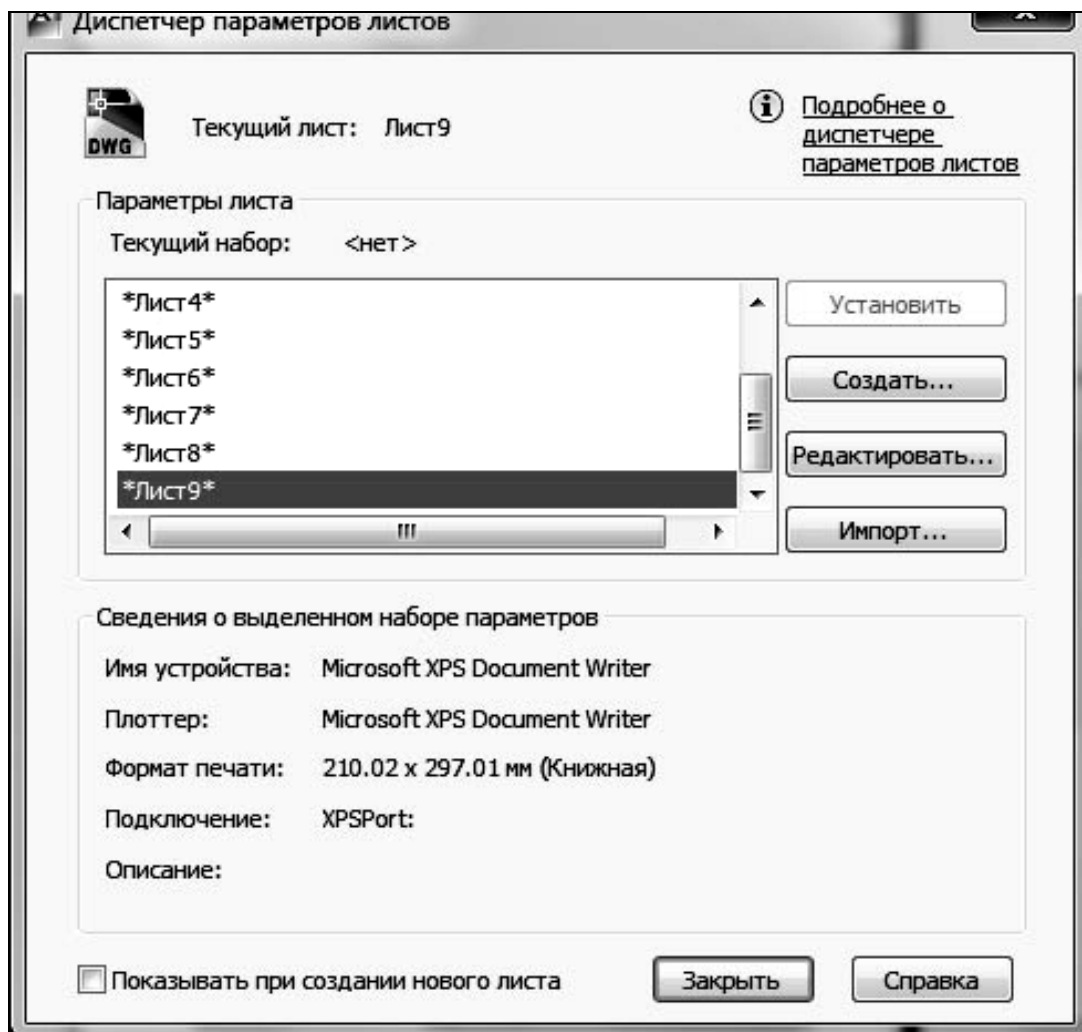 Диспетчер параметров листов
DWG
Текущий лист: Лист9
Подробнее о
диспетчере
параметров листов
Параметры листа
Текущий набор: <нет>
*Лист4*
*Лист5*
*Лист6*
*Лист7*
*Лист8*
*Лист9*
Установить
Создать...
Редактировать...
Импорт...
Сведения о выделенном наборе параметров
Имя устройства: Microsoft XPS Document Writer
Плоттер: Microsoft XPS Document Writer
Формат печати: 210.02 x 297.01 мм (Книжная)
Подключение: XPSPort:
Описание:
Показывать при создании нового листа
Закрыть
Справка